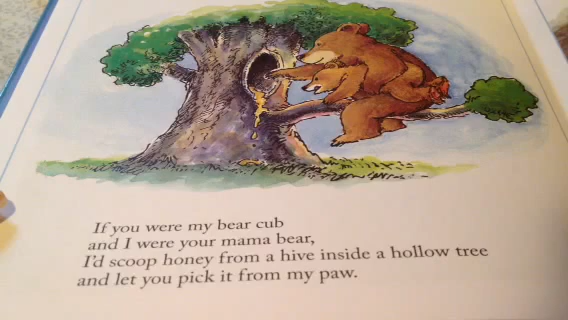 If you were my bear cub
and I were your mama bear,
I'd scoop honey from a hive inside a hollow tree
and let you pick it from my paw.